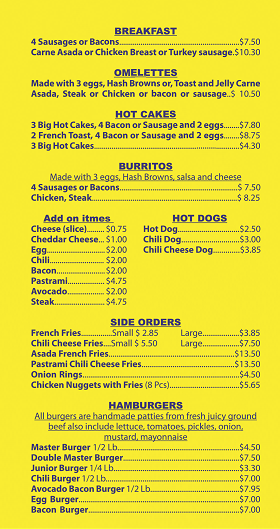 BREAKFAST
4 Sausages or Bacons...$7.50
Carne Asada or Chicken Breast or Turkey sausage.$10.30
OMELETTES
Made with 3 eggs, Hash Browns or, Toast and Jelly Carne
Asada, Steak or Chicken or bacon or sausage..$ 10.50
HOT CAKES
3 Big Hot Cakes, 4 Bacon or Sausage and 2 eggs.......$7.80
2 French Toast, 4 Bacon or Sausage and 2 eggs.......$8.75
3 Big Hot Cakes...$4.30
BURRITOS
Made with 3 eggs, Hash Browns, salsa and cheese
4 Sausages or Bacons...$ 7.50
Chicken, Steak...$ 8.25
Add on itmes
Cheese (slice)....... $0.75
Cheddar Cheese... $1.00
Egg...$2.00
Chili...$2.00
Bacon...$2.00
Pastrami...$4.75
Avocado...$2.00
Steak...$4.75
HOT DOGS
Hot Dog...$2.50
Chili Dog...$3.00
Chili Cheese Dog...$3.85
SIDE ORDERS
French Fries...Small $ 2.85 Large...$3.85
Chili Cheese Fries....Small $ 5.50 Large...$7.50
Asada French Fries...$13.50
Pastrami Chili Cheese Fries...$13.50
Onion Rings...$4.50
Chicken Nuggets with Fries (8 Pcs)...$5.65
HAMBURGERS
All burgers are handmade patties from fresh juicy ground
beef also include lettuce, tomatoes, pickles, onion,
mustard, mayonnaise
Master Burger 1/2 Lb...$4.50
Double Master Burger...$7.50
Junior Burger 1/4 Lb...$3.30
Chili Burger 1/2 Lb...$7.00
Avocado Bacon Burger 1/2 Lb...$7.95
Egg Burger...$7.00
Bacon Burger...$7.00